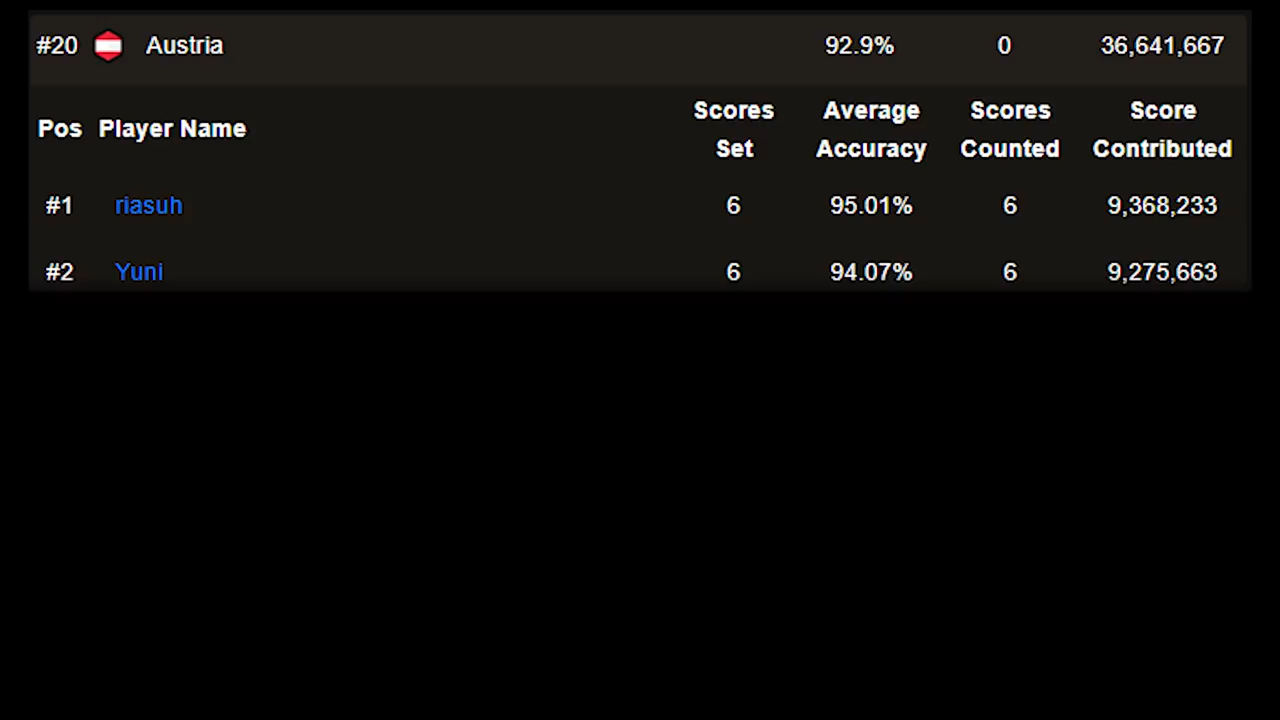 #20 Austria 92.9% 0 36,641,667
Pos Player Name Scores Set Average Accuracy Scores Counted Score Contributed
#1 riasuh 6 95.01% 6 9,368,233
#2 Yuni 6 94.07% 6 9,275,663